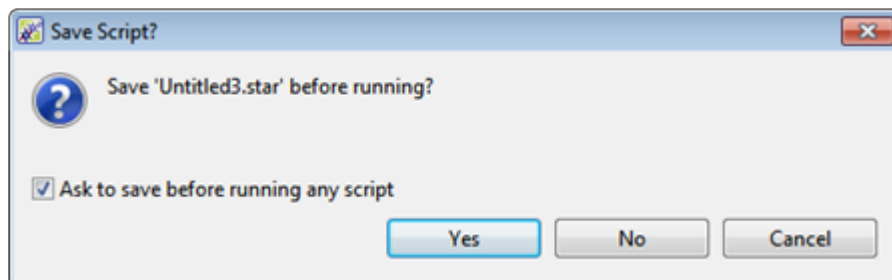 Save Script?
Save 'Untitled3.star' before running?
Ask to save before running any script
Yes No Cancel